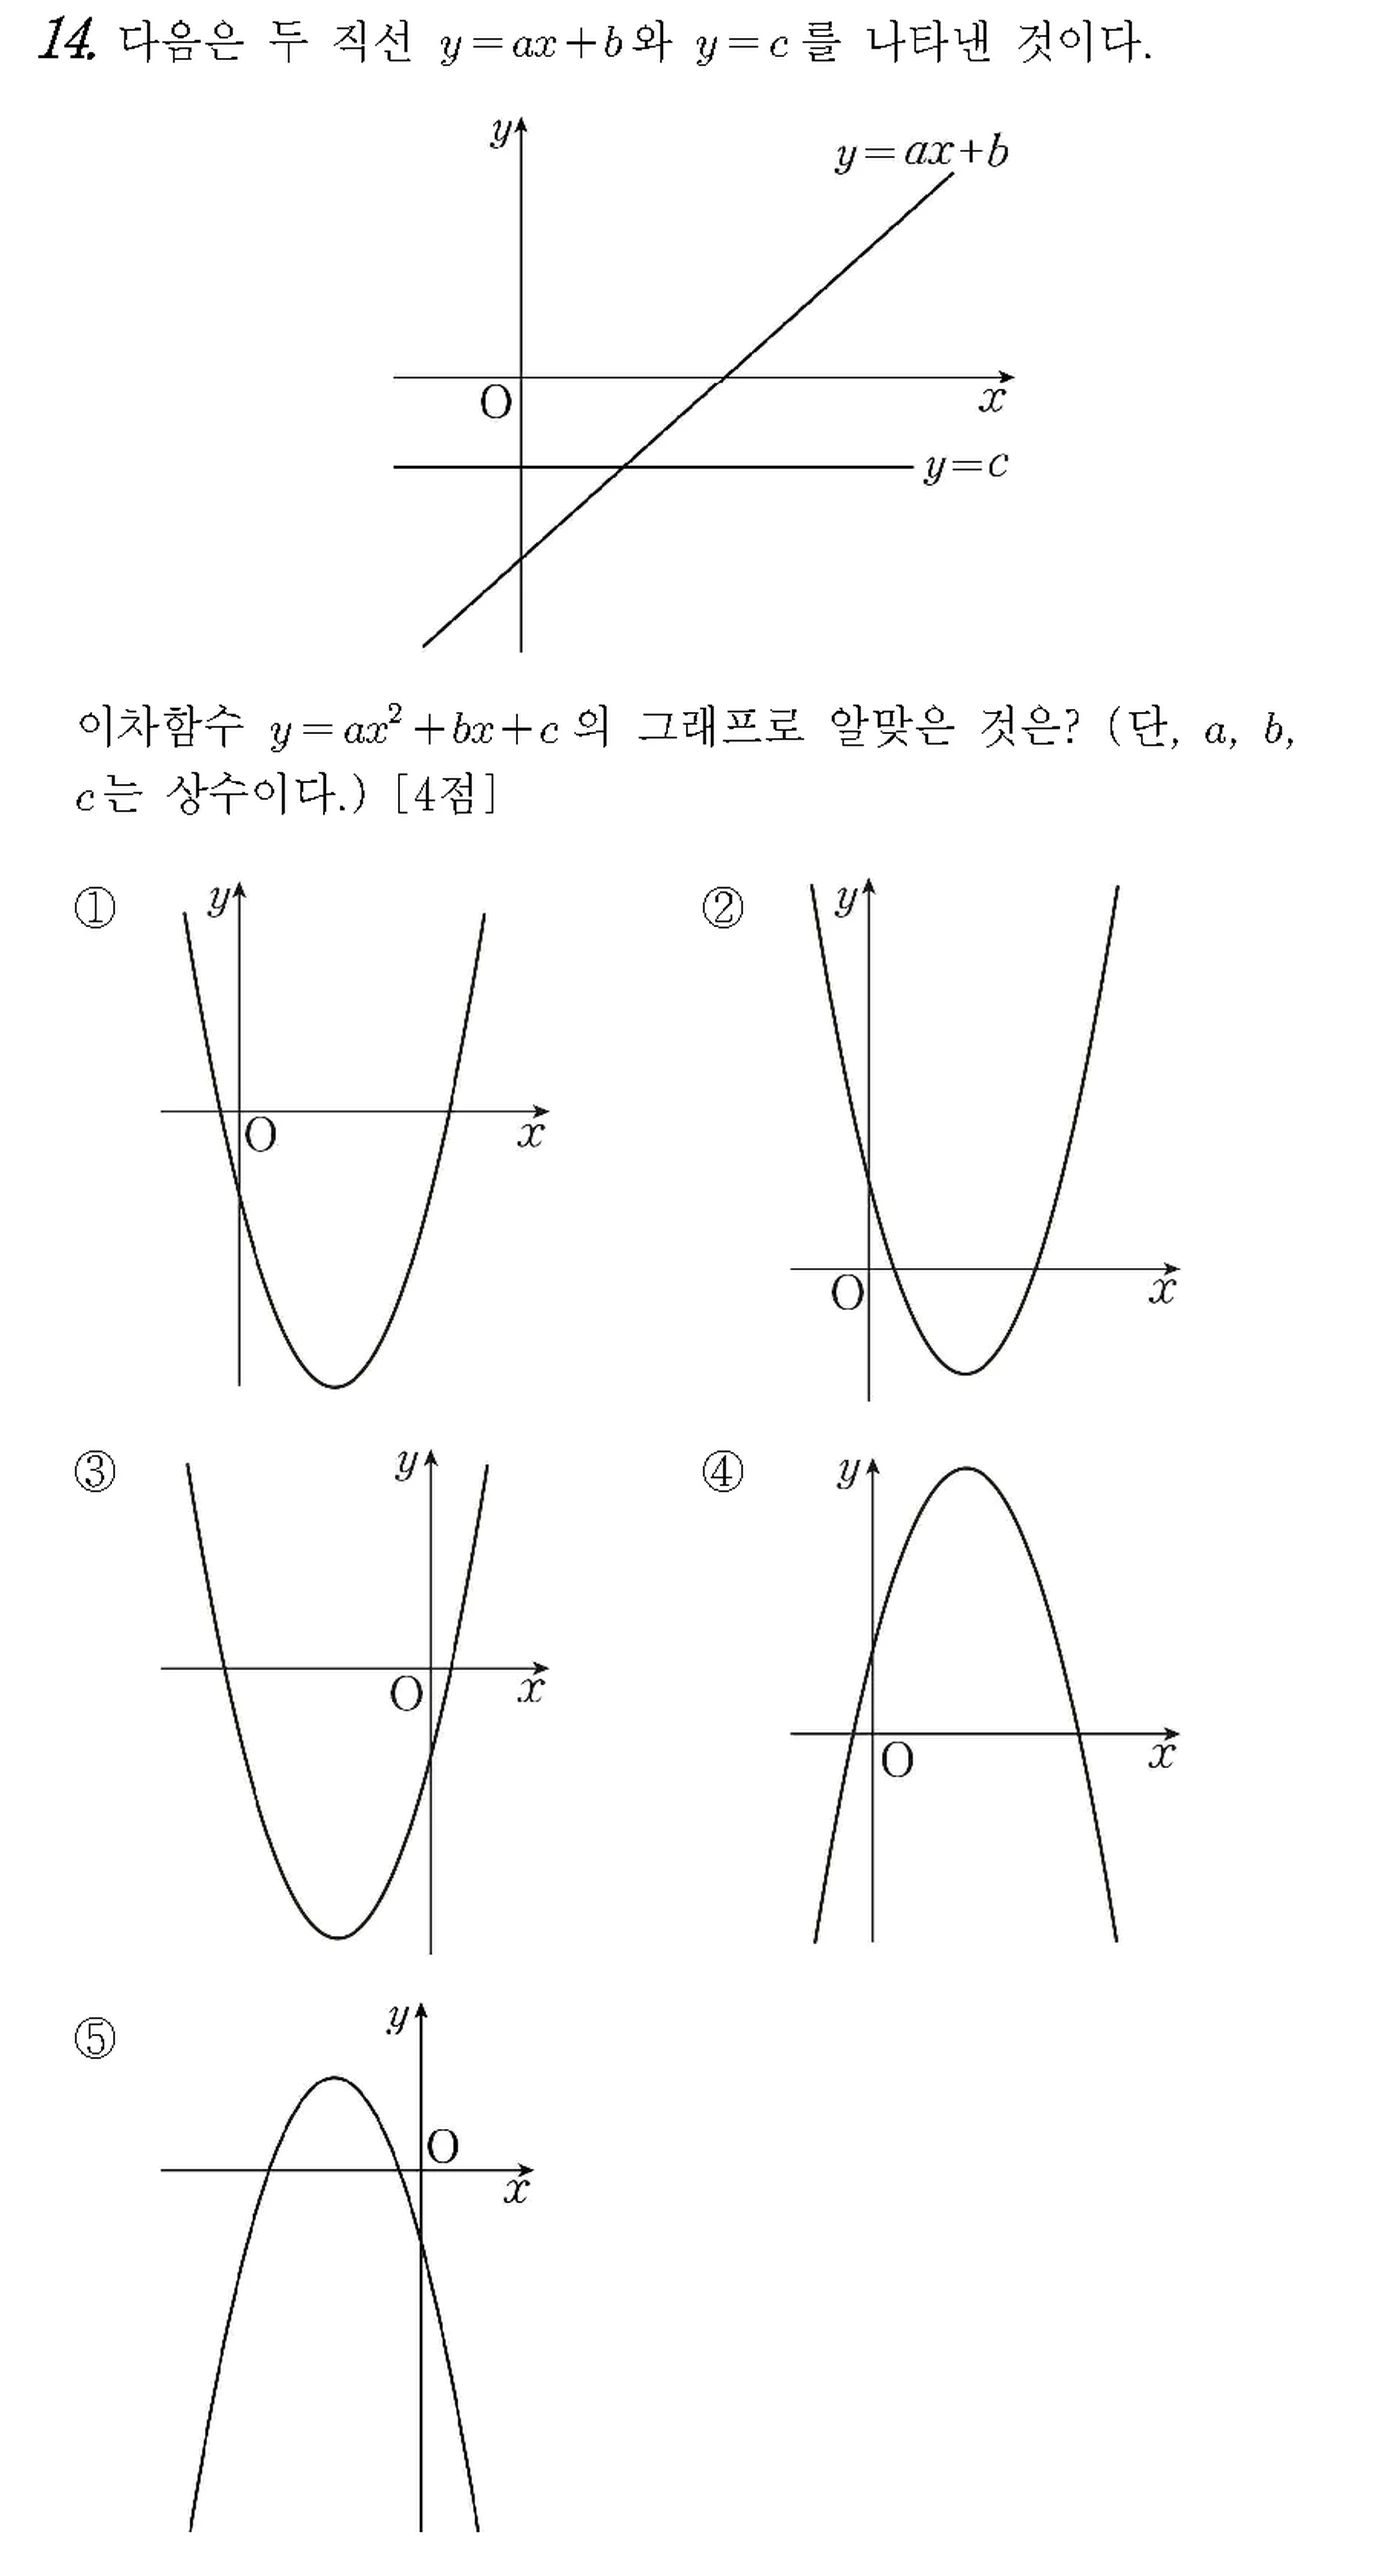 14. 다음은 두 직선 y=ax+b와 y=c를 나타낸 것이다.
y
y=ax+b
O
x
y=c
이차함수 y=ax²+bx+c의 그래프로 알맞은 것은? (단, a, b,
c는 상수이다.) [4점]
①
y
O
x
②
y
O
x
③
y
O
x
④
y
O
x
⑤
y
O
x